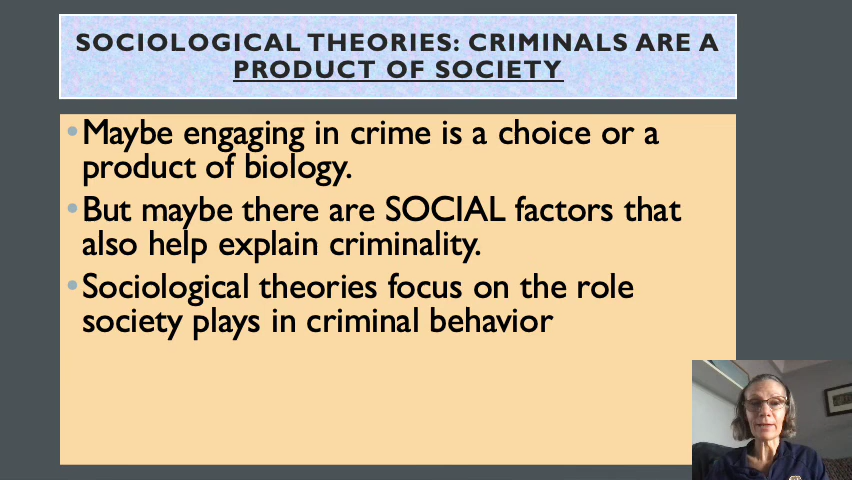 SOCIOLOGICAL THEORIES: CRIMINALS ARE A
PRODUCT OF SOCIETY
•Maybe engaging in crime is a choice or a
product of biology.
•But maybe there are SOCIAL factors that
also help explain criminality.
•Sociological theories focus on the role
society plays in criminal behavior